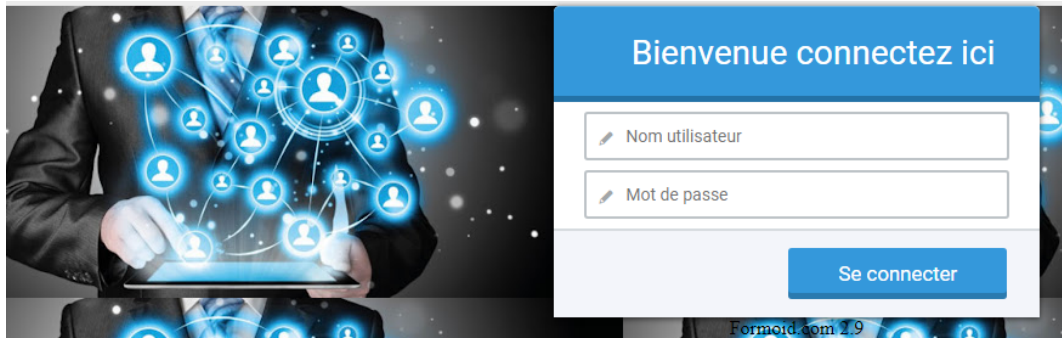 Bienvenue connectez ici
Nom utilisateur
Mot de passe
Se connecter
Formoid.com 2.9